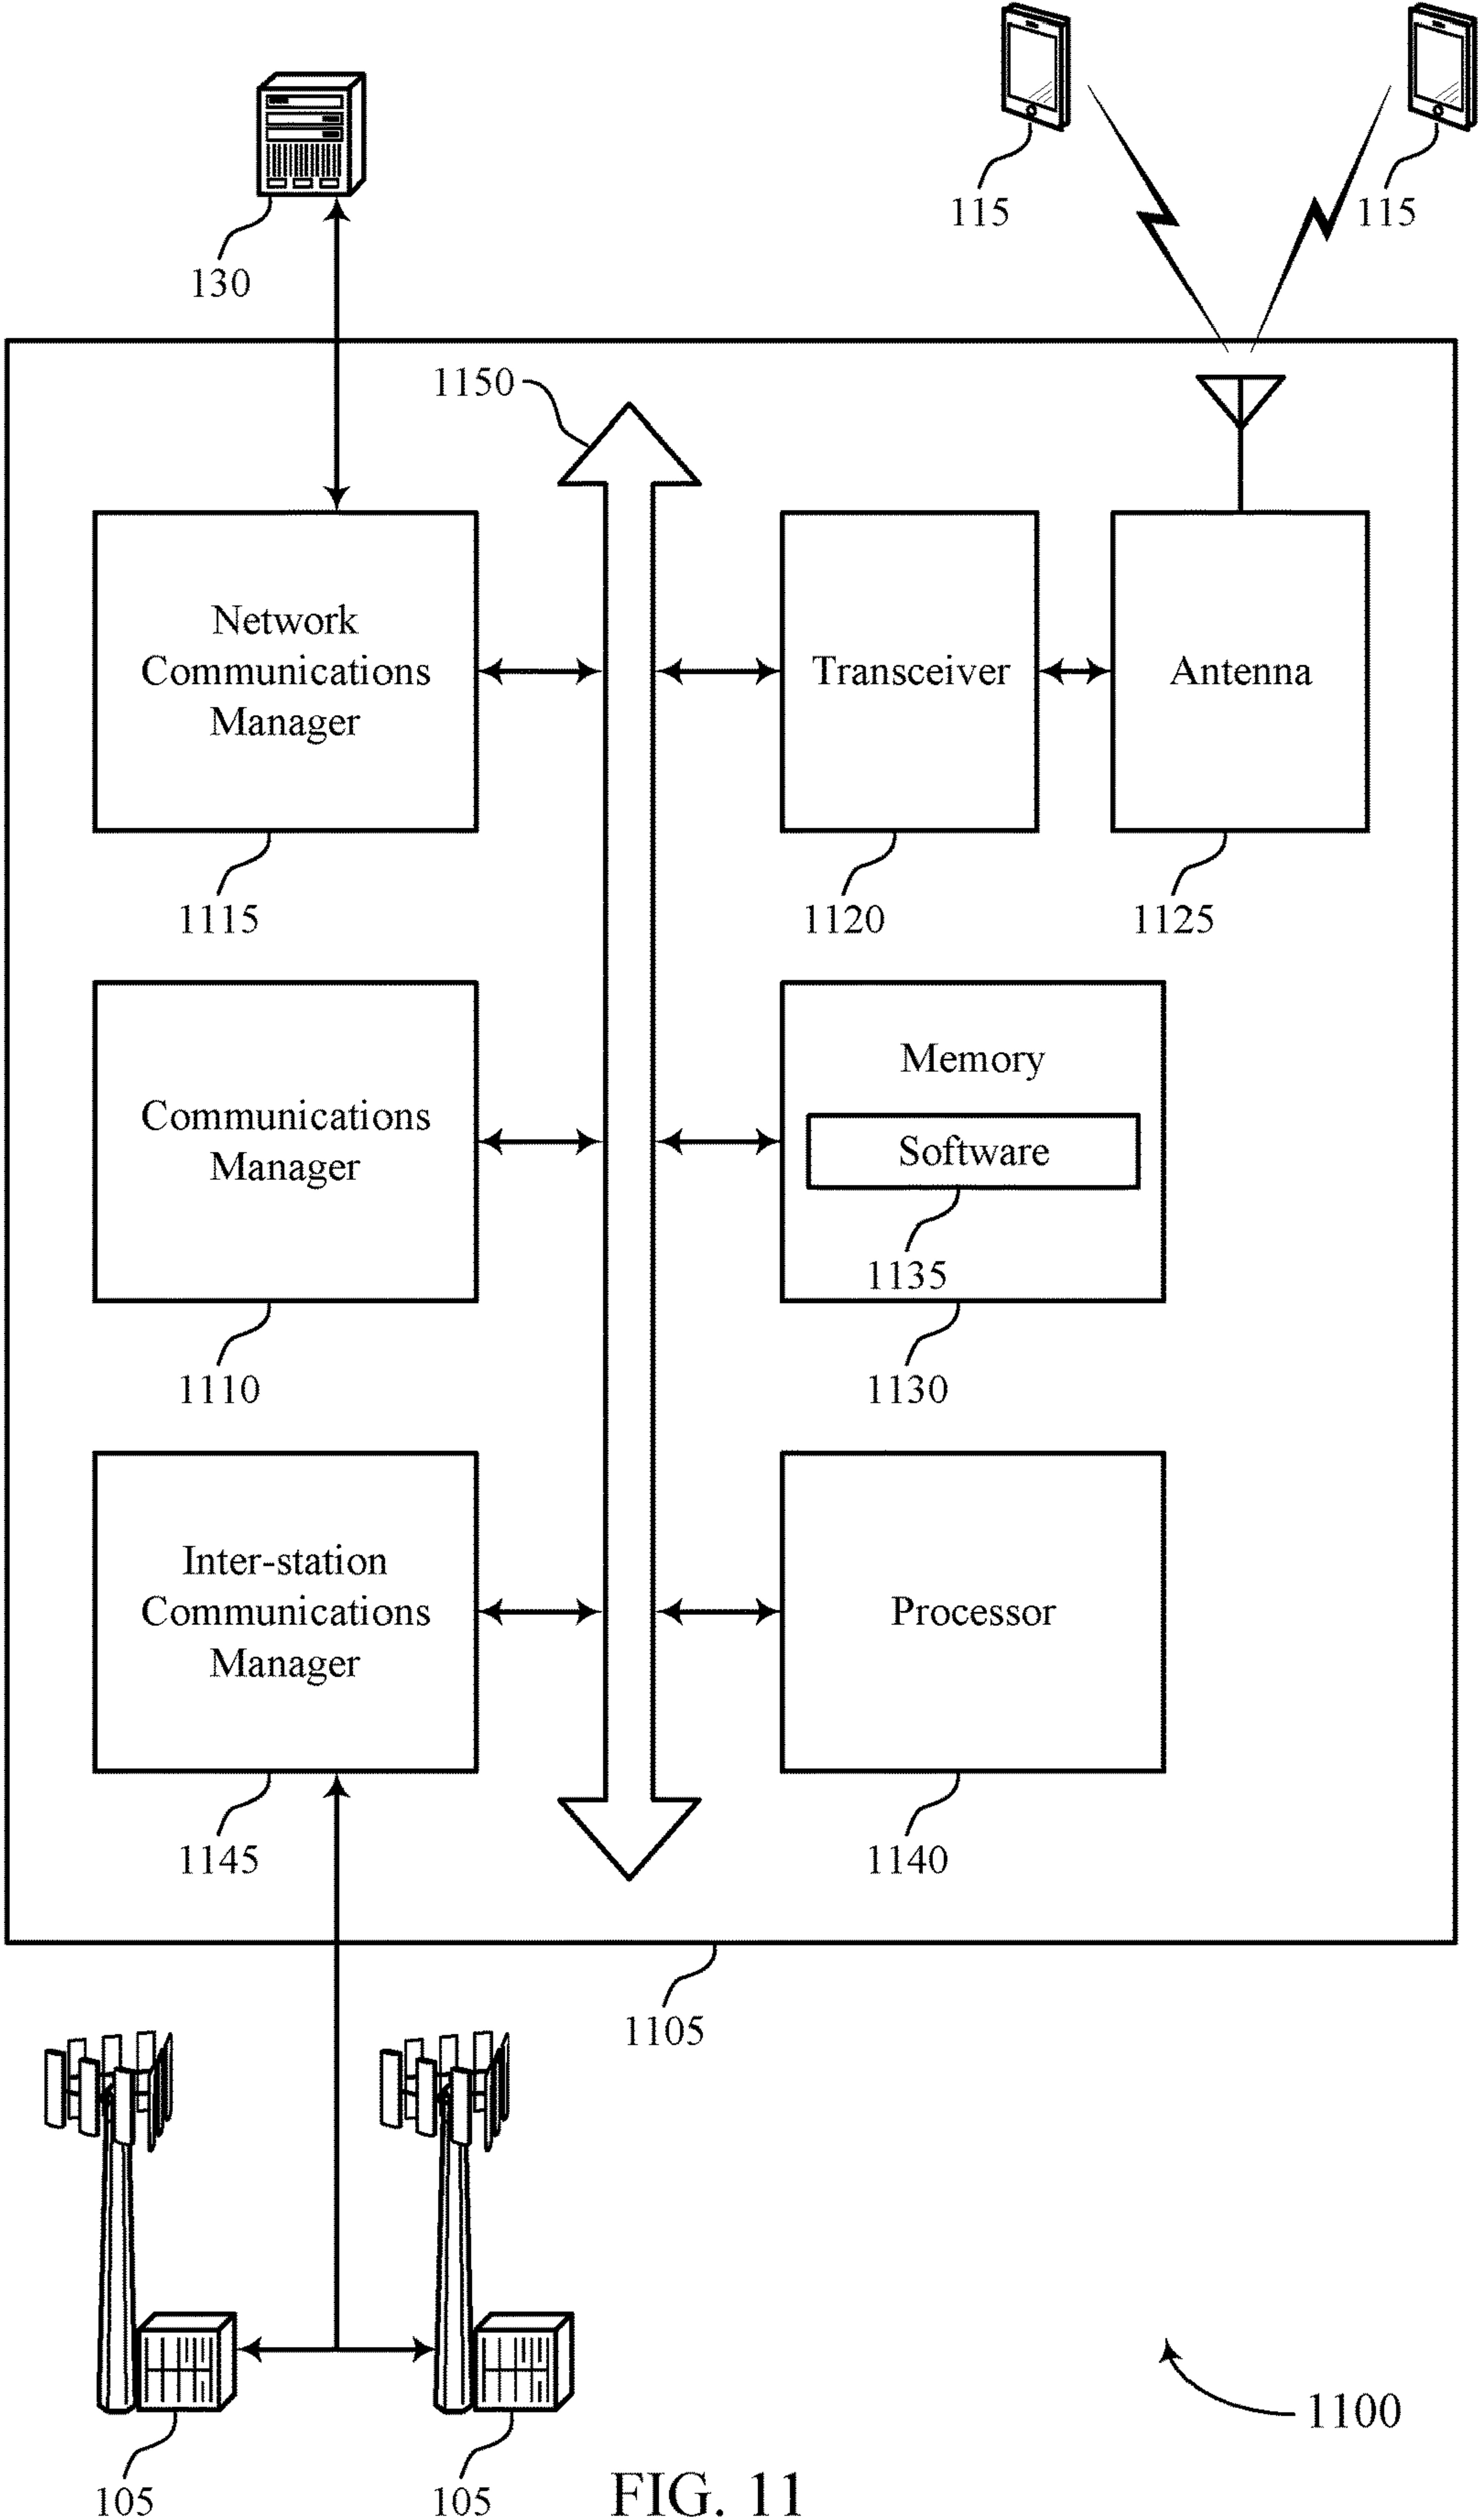 115
115
130
1150
Network
Communications
Manager
Transceiver
Antenna
1115
1120
1125
Communications
Manager
Memory
Software
1135
1110
1130
Inter-station
Communications
Manager
Processor
1145
1140
1105
1100
105
105
FIG. 11